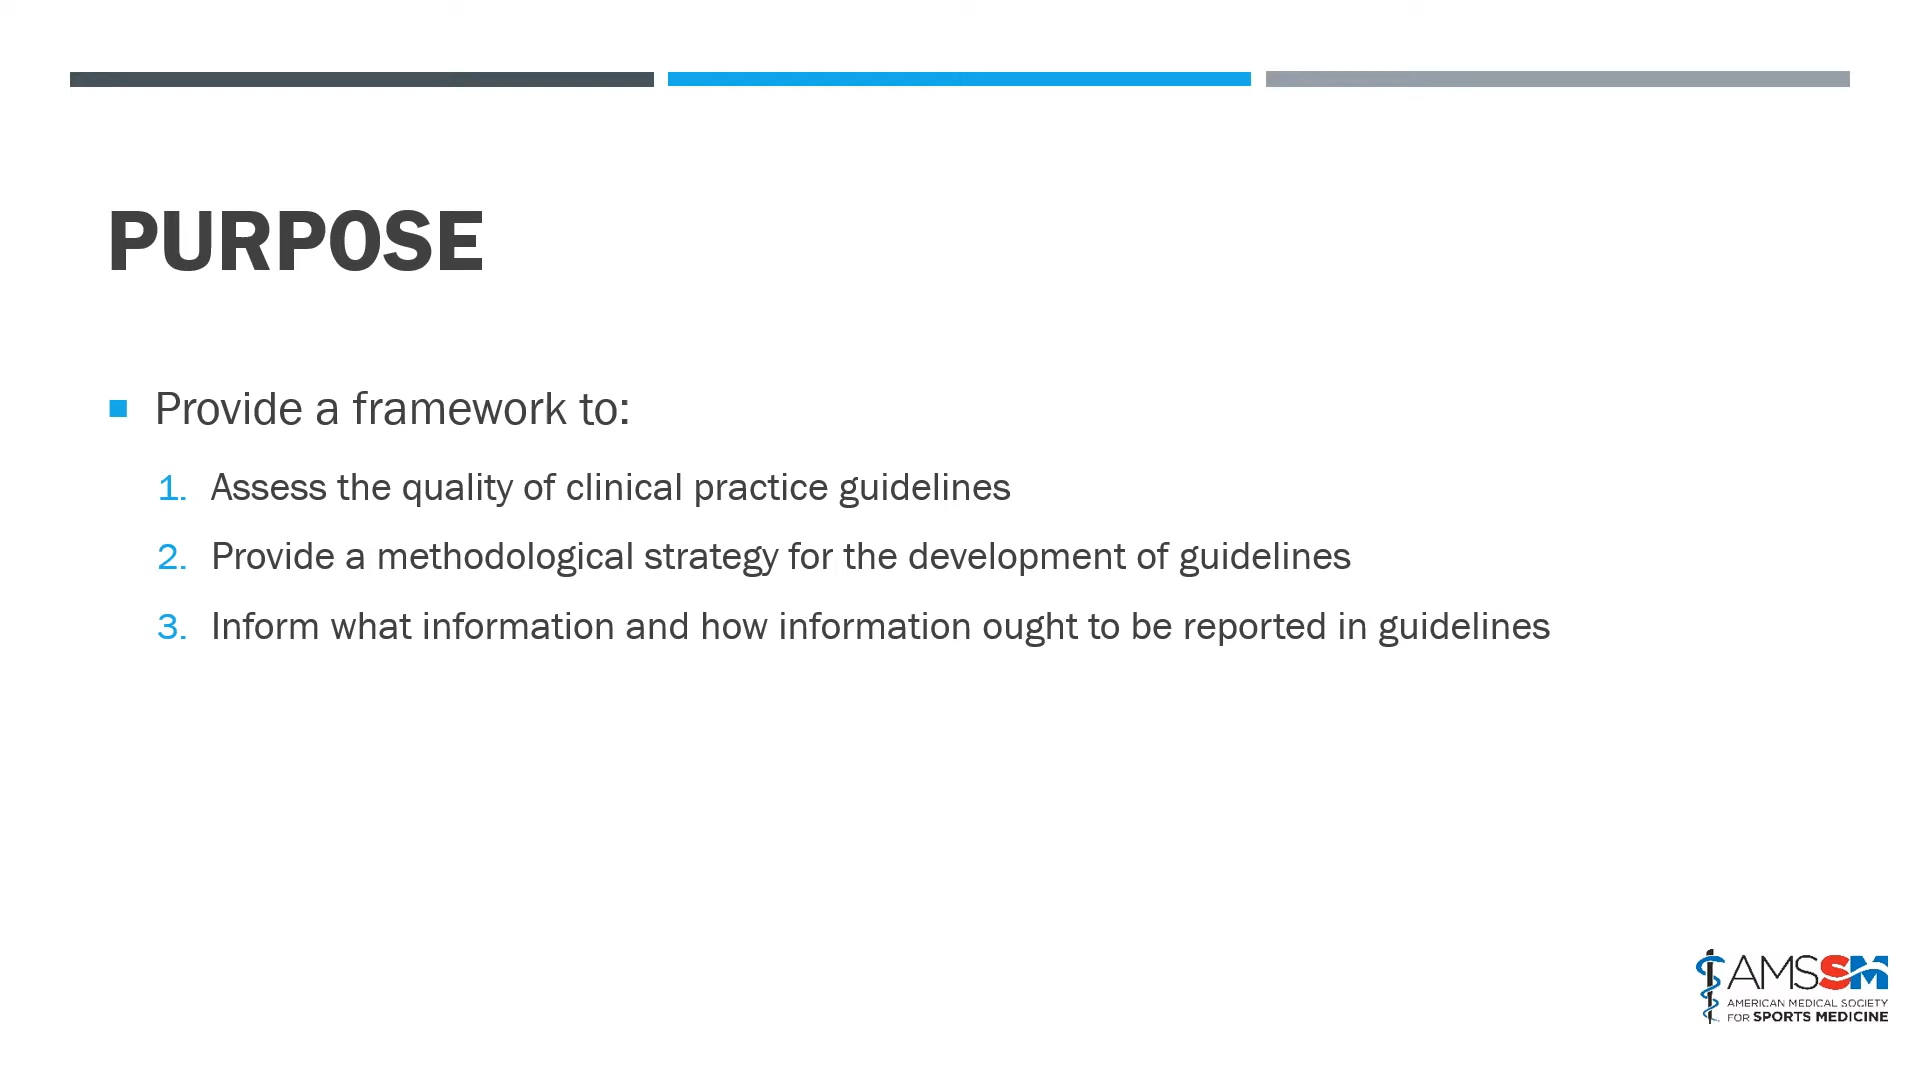 PURPOSE
Provide a framework to:
1. Assess the quality of clinical practice guidelines
2. Provide a methodological strategy for the development of guidelines
3. Inform what information and how information ought to be reported in guidelines
AMSSM
AMERICAN MEDICAL SOCIETY
FOR SPORTS MEDICINE